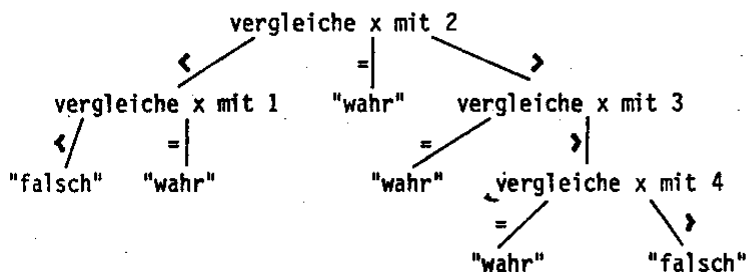 vergleiche x mit 2
< = >
vergleiche x mit 1 "wahr" vergleiche x mit 3
< = = >
"falsch" "wahr" "wahr" vergleiche x mit 4
= >
"wahr" "falsch"